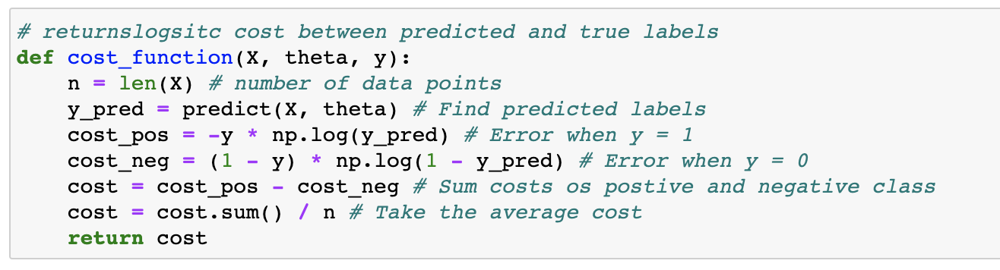 # returnslogsitc cost between predicted and true labels
def cost_function(X, theta, y):
    n = len(X) # number of data points
    y_pred = predict(X, theta) # Find predicted labels
    cost_pos = -y * np.log(y_pred) # Error when y = 1
    cost_neg = (1 - y) * np.log(1 - y_pred) # Error when y = 0
    cost = cost_pos - cost_neg # Sum costs os postive and negative class
    cost = cost.sum() / n # Take the average cost
    return cost